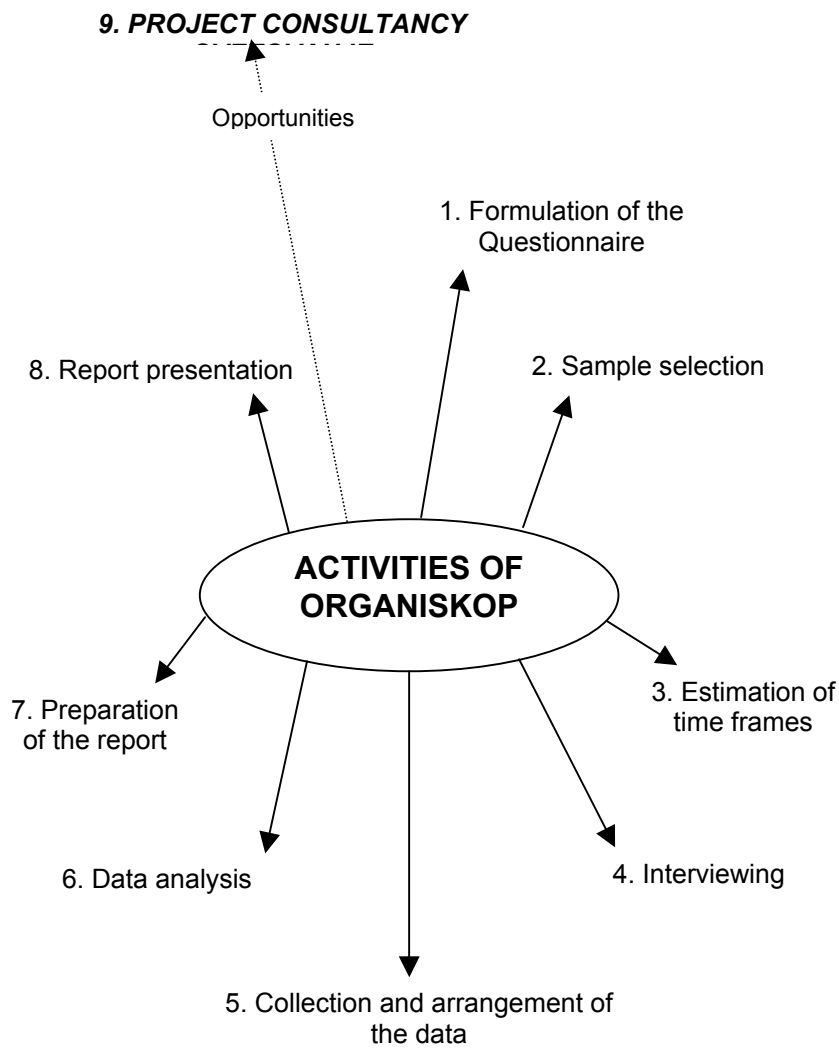 9. PROJECT CONSULTANCY
Opportunities
1. Formulation of the
Questionnaire
8. Report presentation
2. Sample selection
ACTIVITIES OF
ORGANISKOP
3. Estimation of
time frames
7. Preparation
of the report
4. Interviewing
6. Data analysis
5. Collection and arrangement of
the data